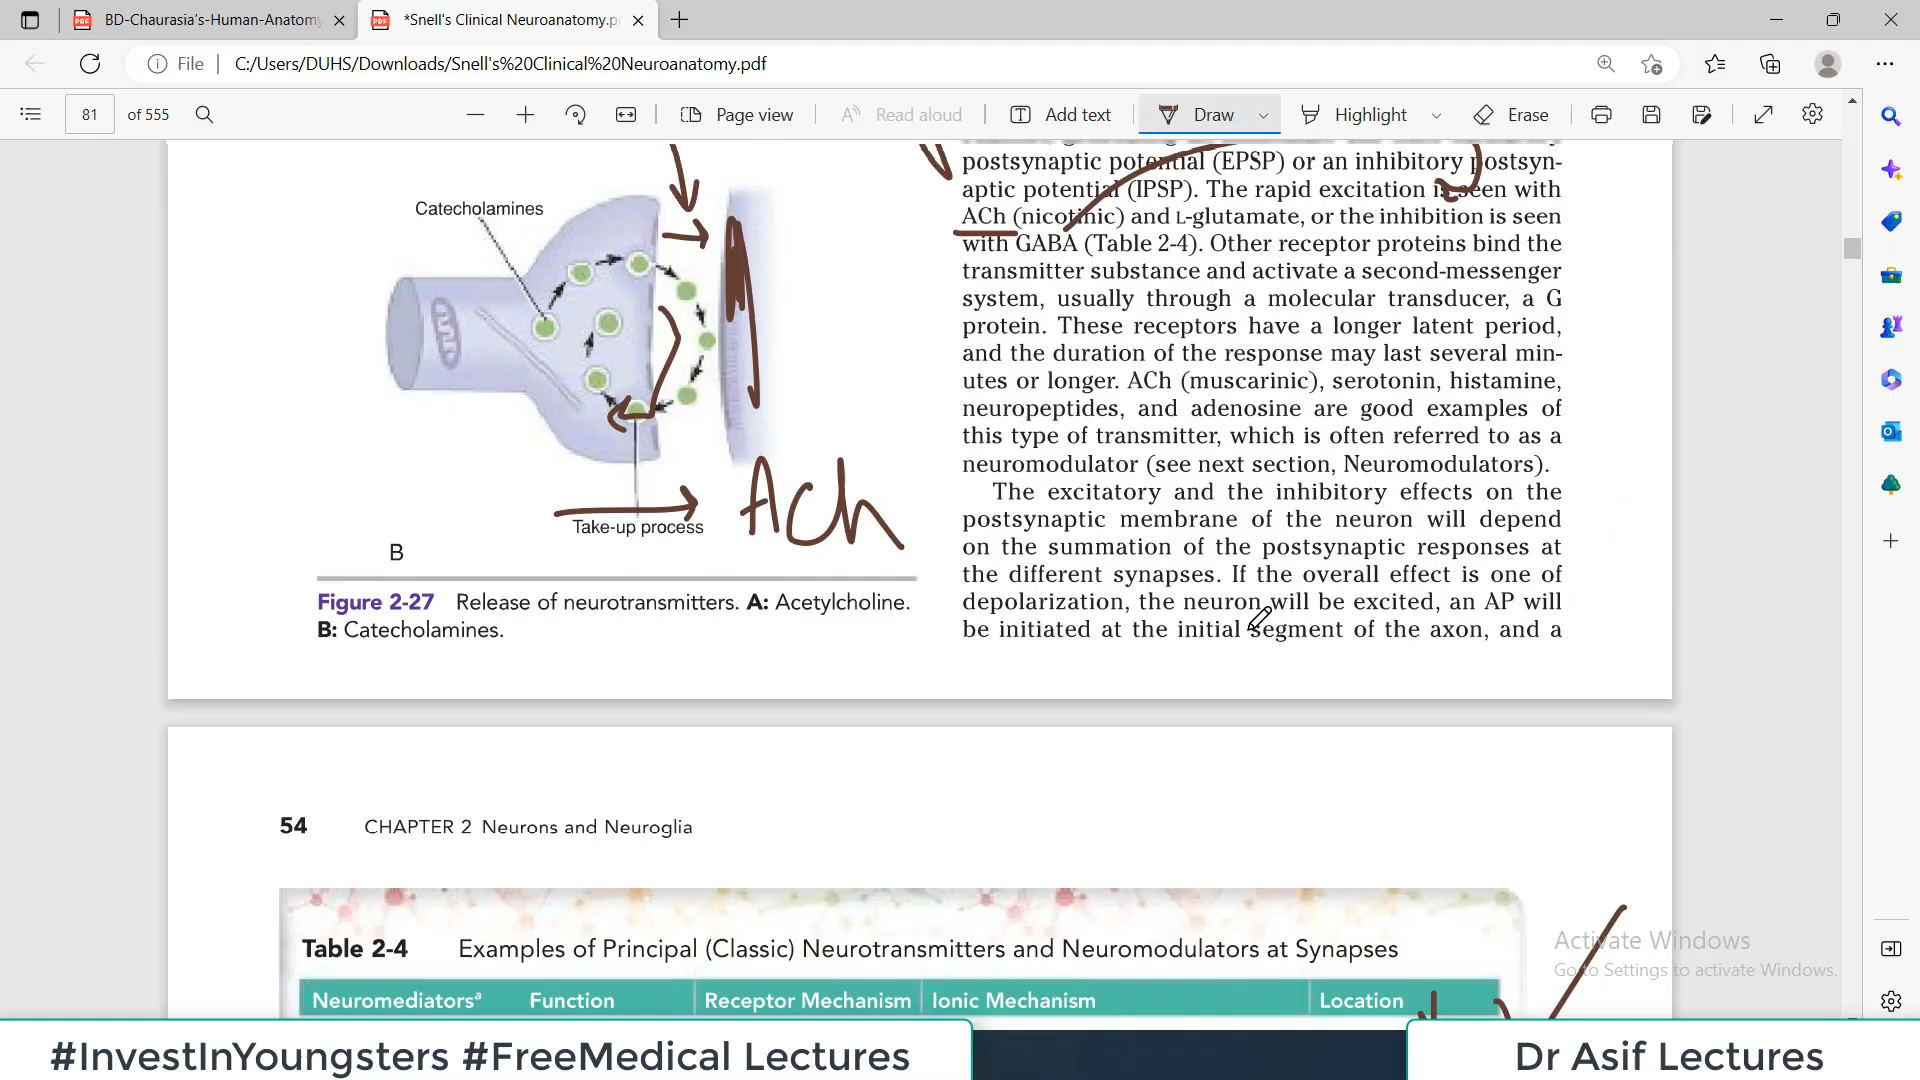 BD-Chaurasia's-Human-Anatomy
*Snell's Clinical Neuroanatomy.p
File
C:/Users/DUHS/Downloads/Snell's%20Clinical%20Neuroanatomy.pdf
81 of 555
Page view
Read aloud
Add text
Draw
Highlight
Erase
Catecholamines
Take-up process
ACh
B
Figure 2-27 Release of neurotransmitters. A: Acetylcholine.
B: Catecholamines.
postsynaptic potential (EPSP) or an inhibitory postsyn-
aptic potential (IPSP). The rapid excitation is seen with
ACh (nicotinic) and L-glutamate, or the inhibition is seen
with GABA (Table 2-4). Other receptor proteins bind the
transmitter substance and activate a second-messenger
system, usually through a molecular transducer, a G
protein. These receptors have a longer latent period,
and the duration of the response may last several min-
utes or longer. ACh (muscarinic), serotonin, histamine,
neuropeptides, and adenosine are good examples of
this type of transmitter, which is often referred to as a
neuromodulator (see next section, Neuromodulators).
The excitatory and the inhibitory effects on the
postsynaptic membrane of the neuron will depend
on the summation of the postsynaptic responses at
the different synapses. If the overall effect is one of
depolarization, the neuron will be excited, an AP will
be initiated at the initial segment of the axon, and a
54 CHAPTER 2 Neurons and Neuroglia
Table 2-4 Examples of Principal (Classic) Neurotransmitters and Neuromodulators at Synapses
Neuromediatorsª Function Receptor Mechanism Ionic Mechanism Location
Activate Windows
Go to Settings to activate Windows.
#InvestInYoungsters #FreeMedical Lectures
Dr Asif Lectures